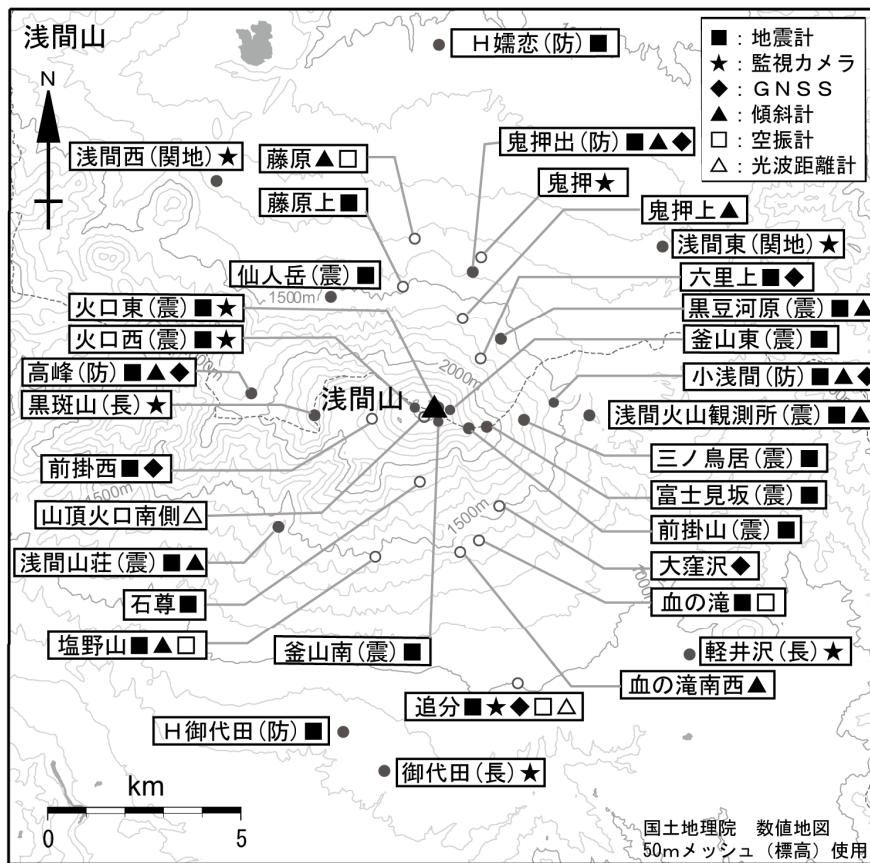 浅間山
N
■：地震計
★：監視カメラ
◆：ＧＮＳＳ
▲：傾斜計
□：空振計
△：光波距離計
Ｈ嬬恋(防)■
浅間西(関地)★
藤原▲□
藤原上■
鬼押出(防)■▲◆
鬼押★
鬼押上▲
浅間東(関地)★
仙人岳(震)■
六里上■◆
1500m
火口東(震)■★
黒豆河原(震)■▲
火口西(震)■★
釜山東(震)■
2000m
高峰(防)■▲◆
小浅間(防)■▲◆
黒斑山(長)★
浅間山
浅間火山観測所(震)■▲
前掛西■◆
三ノ鳥居(震)■
1500m
富士見坂(震)■
山頂火口南側△
1500m
前掛山(震)■
浅間山荘(震)■▲
大窪沢◆
石尊■
血の滝■□
塩野山■▲□
釜山南(震)■
軽井沢(長)★
血の滝南西▲
追分■★◆□△
Ｈ御代田(防)■
御代田(長)★
km
0 5
国土地理院　数値地図
50mメッシュ（標高）使用